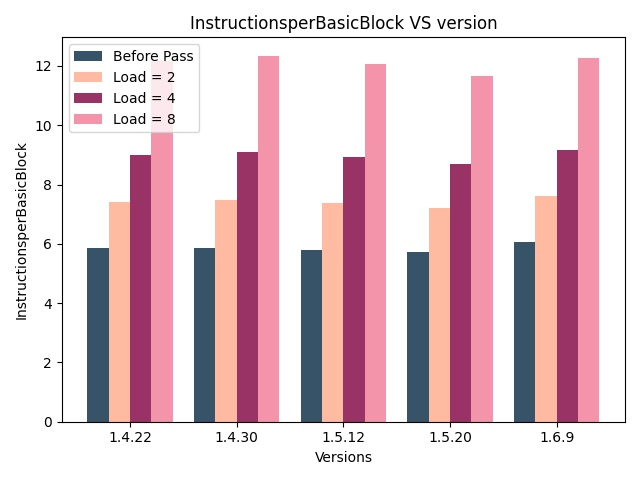 InstructionsperBasicBlock VS version
Before Pass
Load = 2
Load = 4
Load = 8
InstructionsperBasicBlock
12
10
8
6
4
2
0
1.4.22
1.4.30
1.5.12
1.5.20
1.6.9
Versions